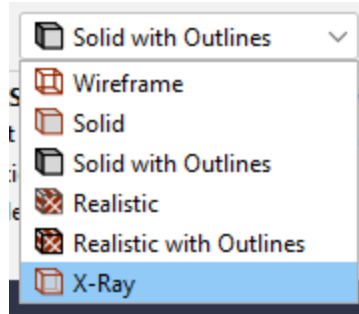 Solid with Outlines
Wireframe
Solid
Solid with Outlines
Realistic
Realistic with Outlines
X-Ray